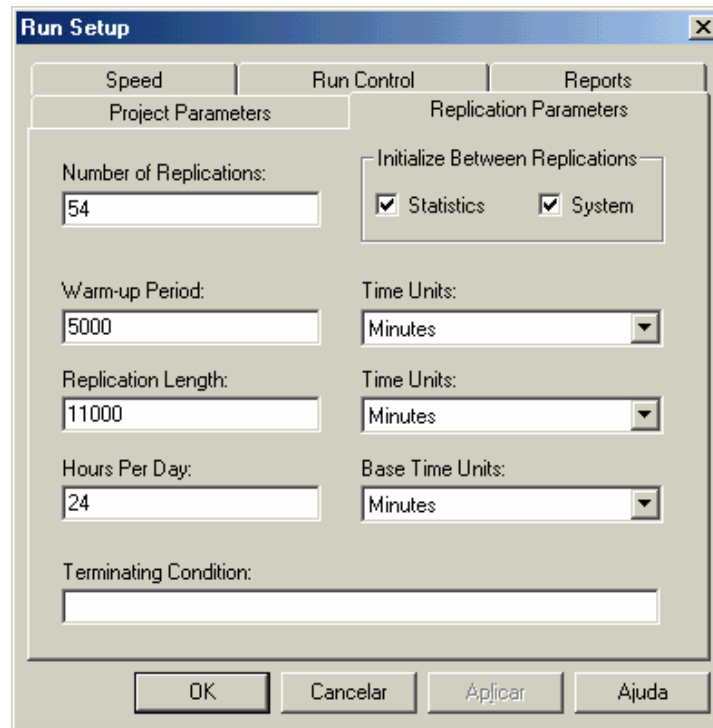 Run Setup
Speed Run Control Reports
Project Parameters Replication Parameters
Number of Replications:
54
Initialize Between Replications
Statistics System
Warm-up Period: Time Units:
5000 Minutes
Replication Length: Time Units:
11000 Minutes
Hours Per Day: Base Time Units:
24 Minutes
Terminating Condition:
OK Cancelar Aplicar Ajuda